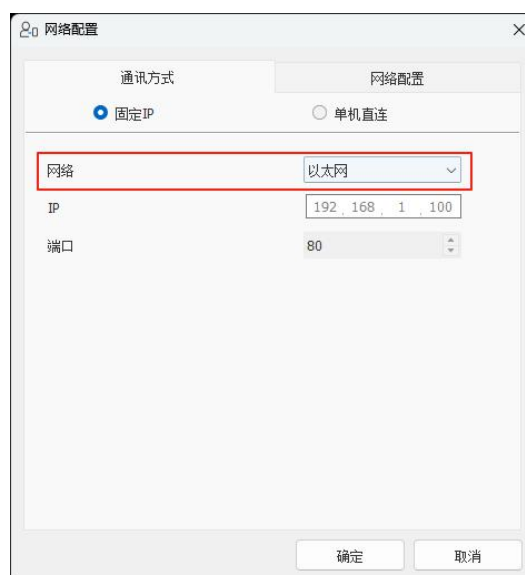 网络配置
通讯方式 网络配置
固定IP 单机直连
网络 以太网
IP 192 . 168 . 1 . 100
端口 80
确定 取消